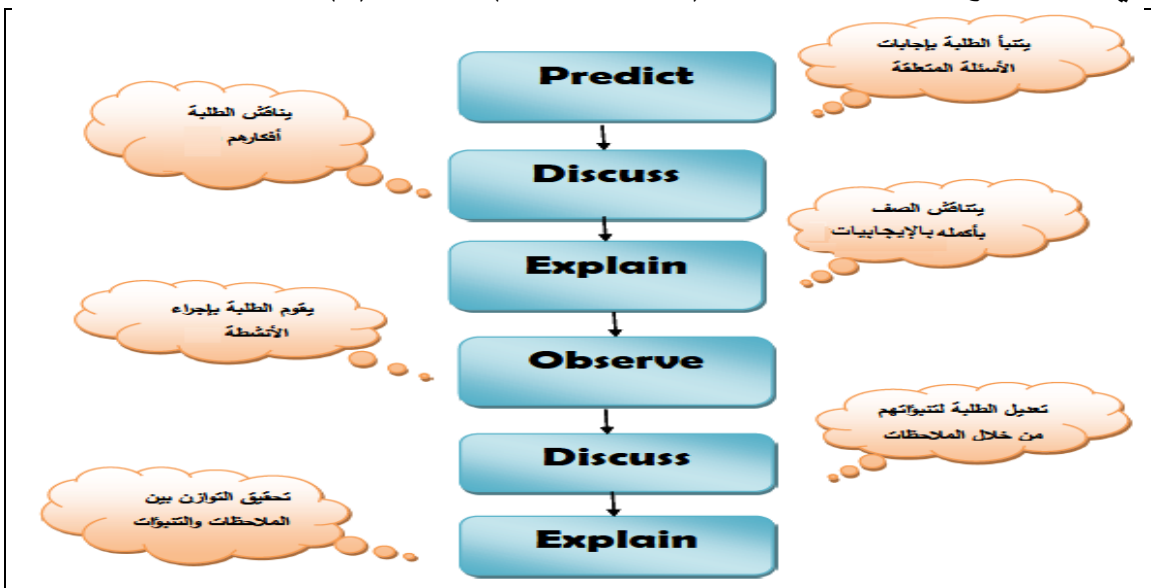 Predict
يتنبأ الطلبة بإجابات
الأسئلة المتعلقة
Discuss
يناقش الطلبة
أفكارهم
Explain
يتناقش الصف
بأكمله بالإيجابيات
Observe
يقوم الطلبة بإجراء
الأنشطة
Discuss
تعديل الطلبة لتنبؤاتهم
من خلال الملاحظات
Explain
تحقيق التوازن بين
الملاحظات والتنبؤات